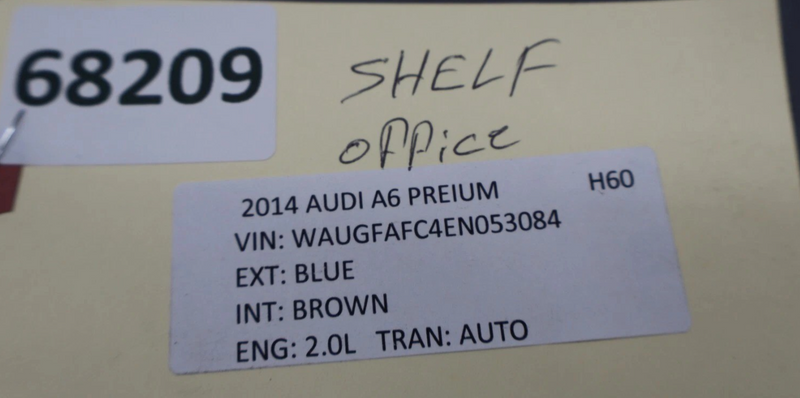 68209
SHELF
office
2014 AUDI A6 PREIUM H60
VIN: WAUGFAFC4EN053084
EXT: BLUE
INT: BROWN
ENG: 2.0L TRAN: AUTO